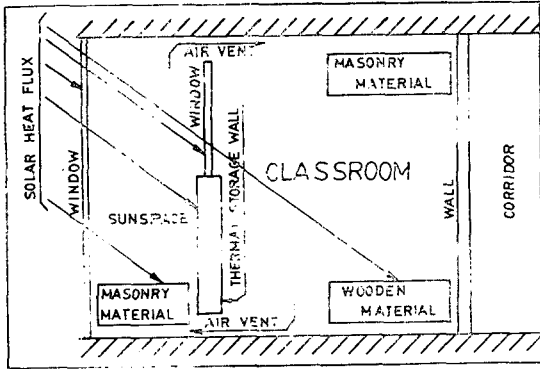 SOLAR HEAT FLUX
WINDOW
SUNSPACE
MASONRY
MATERIAL
AIR VENT
WINDOW
THERMAL STORAGE WALL
AIR VENT
MASONRY
MATERIAL
CLASSROOM
WOODEN
MATERIAL
WALL
CORRIDOR